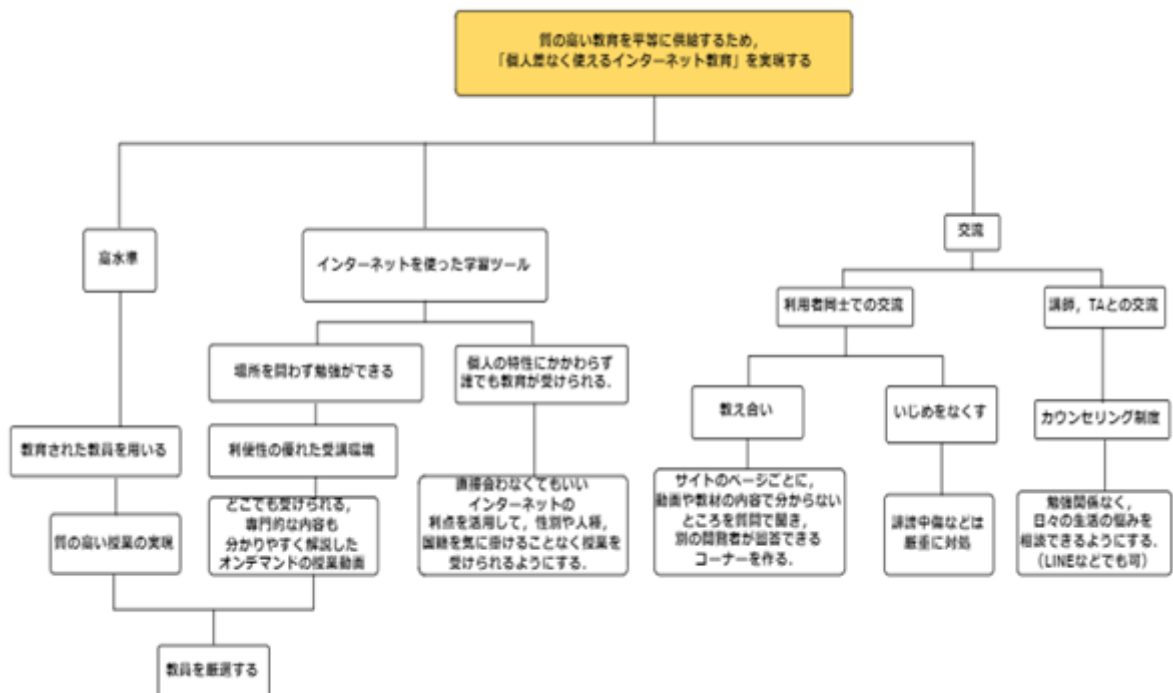 質の高い教育を平等に供給するため，
「個人差なく使えるインターネット教育」を実現する
高水準
インターネットを使った学習ツール
交流
場所を問わず勉強ができる
個人の特性にかかわらず
誰でも教育が受けられる．
利用者同士での交流
講師，TAとの交流
教育された教員を用いる
利便性の優れた受講環境
教え合い
いじめをなくす
カウンセリング制度
質の高い授業の実現
どこでも受けられる，
専門的な内容も
分かりやすく解説した
オンデマンドの授業動画
直接会わなくてもいい
インターネットの
利点を活用して，性別や人種，
国籍を気に掛けることなく授業を
受けられるようにする．
サイトのページごとに，
動画や教材の内容で分からない
ところを質問で聞き，
別の閲覧者が回答できる
コーナーを作る．
誹謗中傷などは
厳重に対処
勉強関係なく，
日々の生活の悩みを
相談できるようにする．
（LINEなどでも可）
教員を厳選する